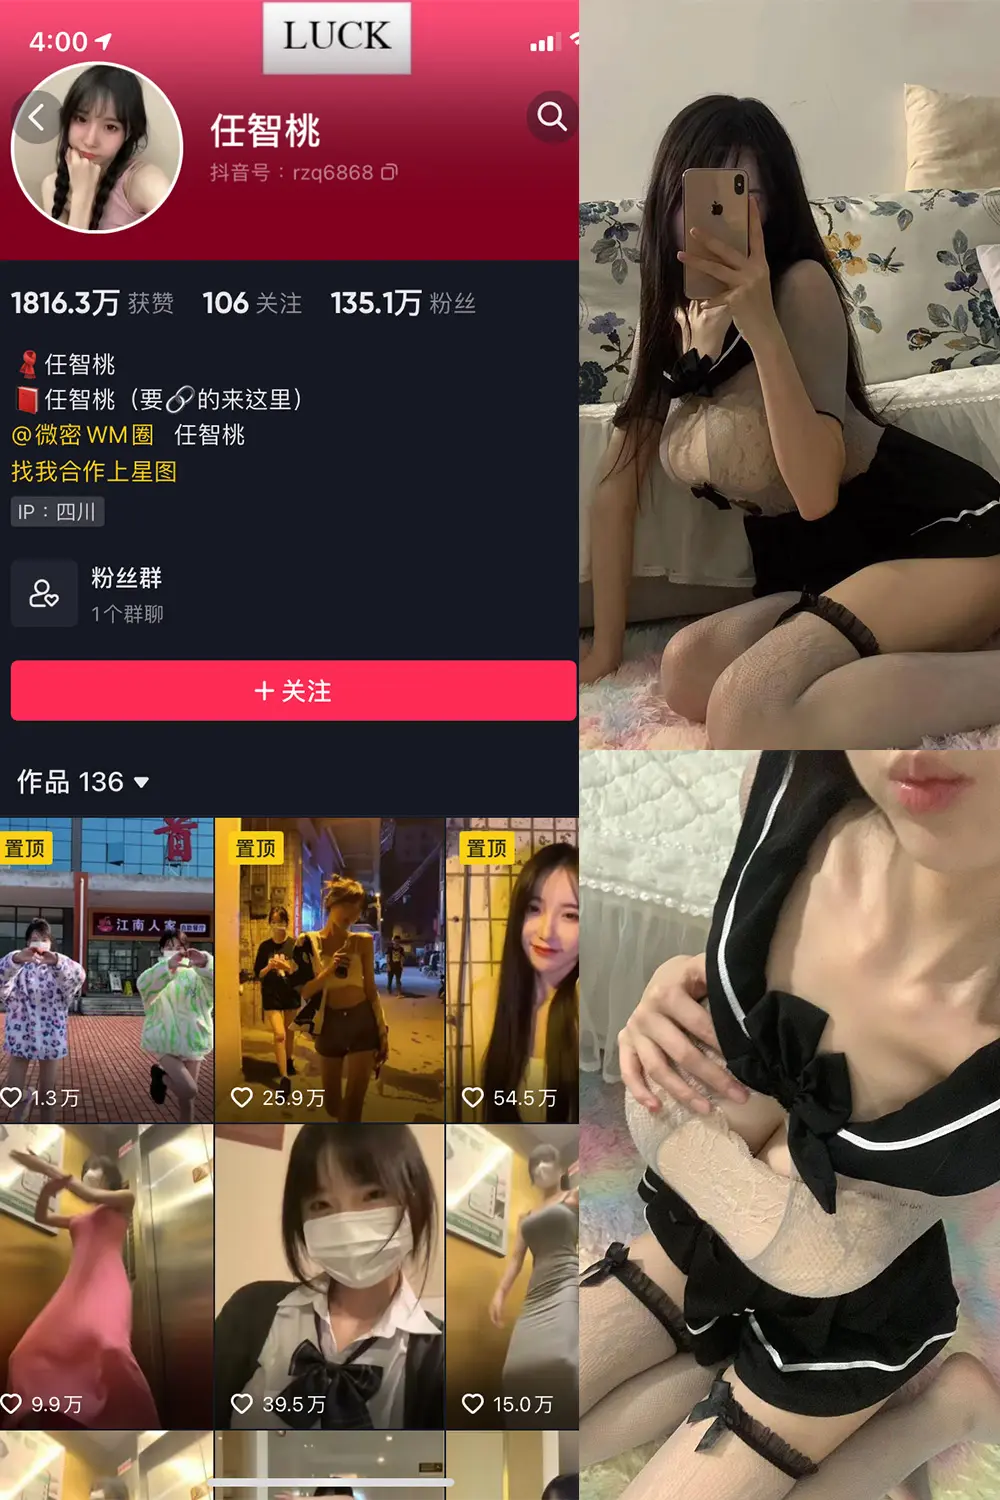 4:00
LUCK
任智桃
抖音号：rzq6868
1816.3万 获赞 106 关注 135.1万 粉丝
任智桃
任智桃（要🔗的来这里）
@微密 WM圈 任智桃
找我合作上星图
IP：四川
粉丝群
1个群聊
+ 关注
作品 136
置顶 置顶 置顶
江南人家
1.3万 25.9万 54.5万
9.9万 39.5万 15.0万